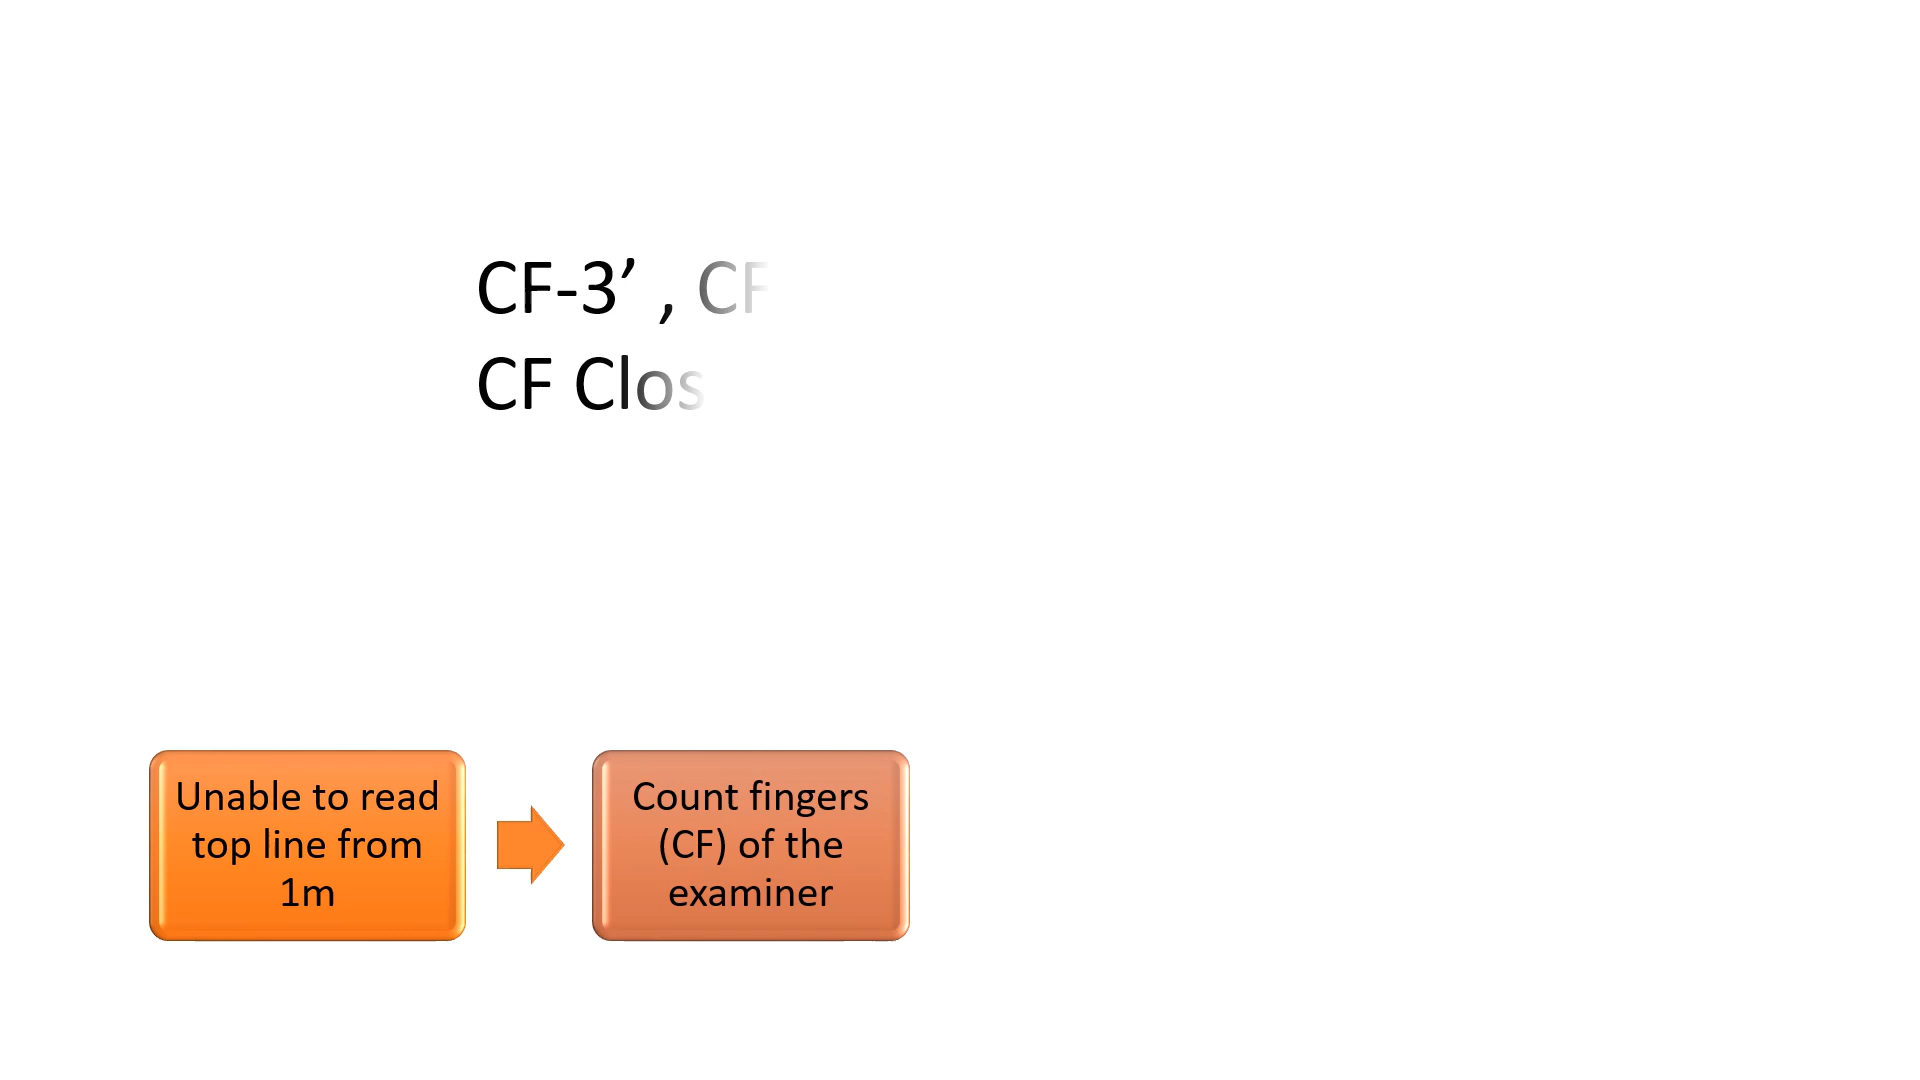 CF-3’ , CF
CF Clos
Unable to read
top line from
1m
Count fingers
(CF) of the
examiner